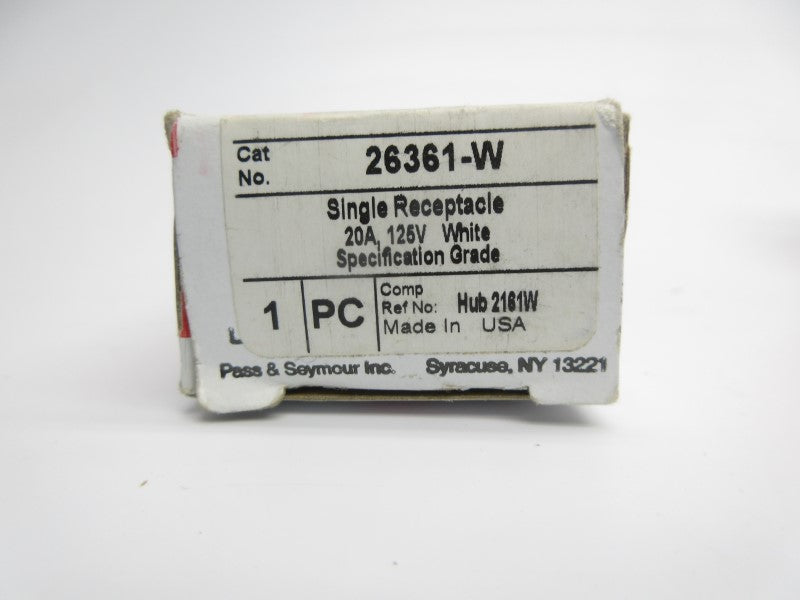 Cat No. 26361-W
Single Receptacle
20A, 125V White
Specification Grade
1 PC
Comp
Ref No: Hub 2161W
Made In USA
Pass & Seymour Inc. Syracuse, NY 13221